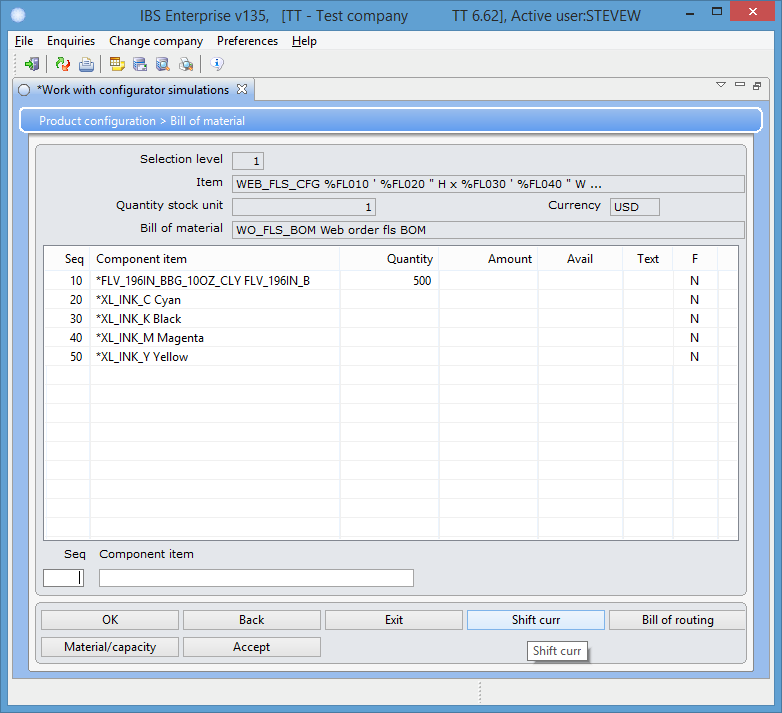 IBS Enterprise v135, [TT - Test company TT 6.62], Active user:STEVEW
File Enquiries Change company Preferences Help
*Work with configurator simulations
Product configuration > Bill of material
Selection level 1
Item WEB_FLS_CFG %FL010 ' %FL020 " H x %FL030 ' %FL040 " W ...
Quantity stock unit 1 Currency USD
Bill of material WO_FLS_BOM Web order fls BOM
Seq Component item Quantity Amount Avail Text F
10 *FLV_196IN_BBG_10OZ_CLY FLV_196IN_B 500 N
20 *XL_INK_C Cyan N
30 *XL_INK_K Black N
40 *XL_INK_M Magenta N
50 *XL_INK_Y Yellow N
Seq Component item
OK Back Exit Shift curr Bill of routing
Material/capacity Accept
Shift curr